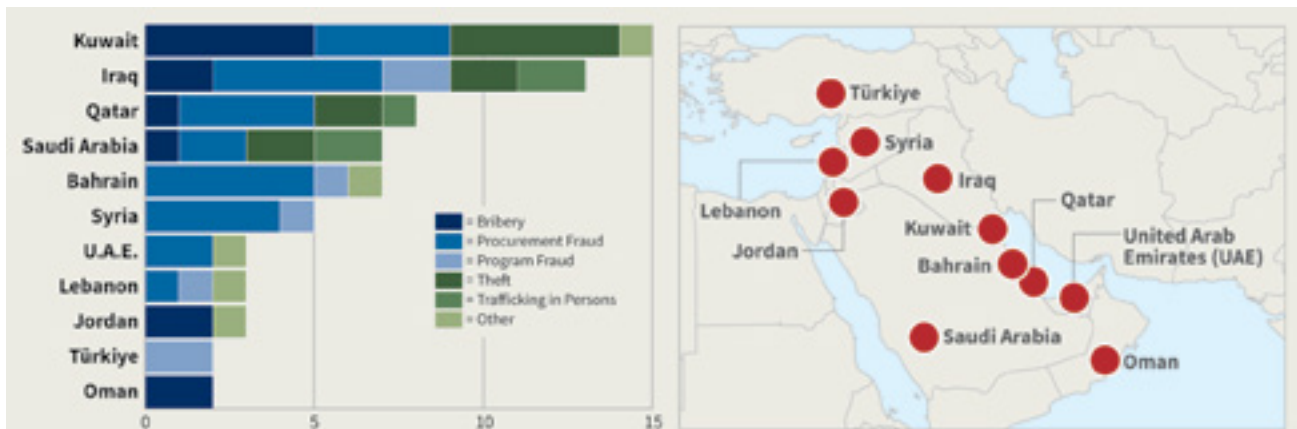 Kuwait
Iraq
Qatar
Saudi Arabia
Bahrain
Syria
U.A.E.
Lebanon
Jordan
Türkiye
Oman
0
5
10
15
= Bribery
= Procurement Fraud
= Program Fraud
= Theft
= Trafficking in Persons
= Other
Türkiye
Syria
Iraq
Lebanon
Qatar
Jordan
Kuwait
Bahrain
United Arab
Emirates (UAE)
Saudi Arabia
Oman